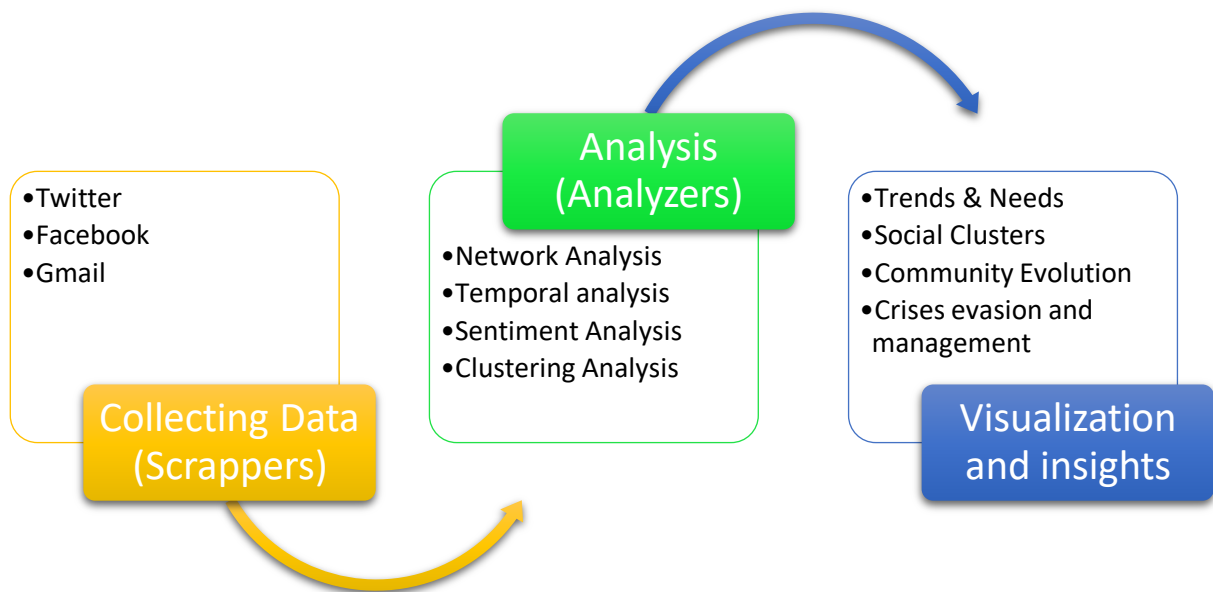 •Twitter
•Facebook
•Gmail
Collecting Data
(Scrappers)
Analysis
(Analyzers)
•Network Analysis
•Temporal analysis
•Sentiment Analysis
•Clustering Analysis
•Trends & Needs
•Social Clusters
•Community Evolution
•Crises evasion and
management
Visualization
and insights